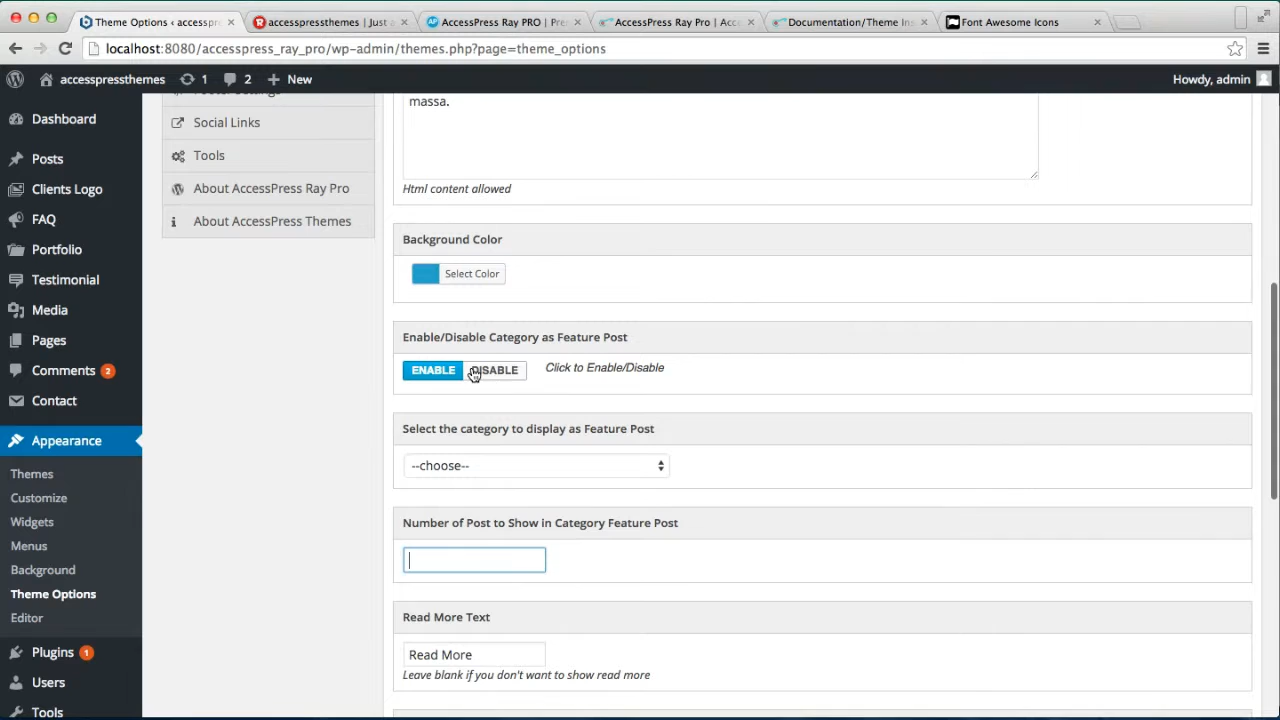 Theme Options ‹ accesspr
accesspressthemes | Just a
AccessPress Ray PRO | Pre
AccessPress Ray Pro | Acc
Documentation/Theme Ins
Font Awesome Icons
localhost:8080/accesspress_ray_pro/wp-admin/themes.php?page=theme_options
accesspressthemes 1 2 + New
Howdy, admin
Dashboard
Posts
Clients Logo
FAQ
Portfolio
Testimonial
Media
Pages
Comments 2
Contact
Appearance
Themes
Customize
Widgets
Menus
Background
Theme Options
Editor
Plugins 1
Users
Tools
Social Links
Tools
About AccessPress Ray Pro
About AccessPress Themes
massa.
Html content allowed
Background Color
Select Color
Enable/Disable Category as Feature Post
ENABLE DISABLE Click to Enable/Disable
Select the category to display as Feature Post
--choose--
Number of Post to Show in Category Feature Post
Read More Text
Read More
Leave blank if you don't want to show read more